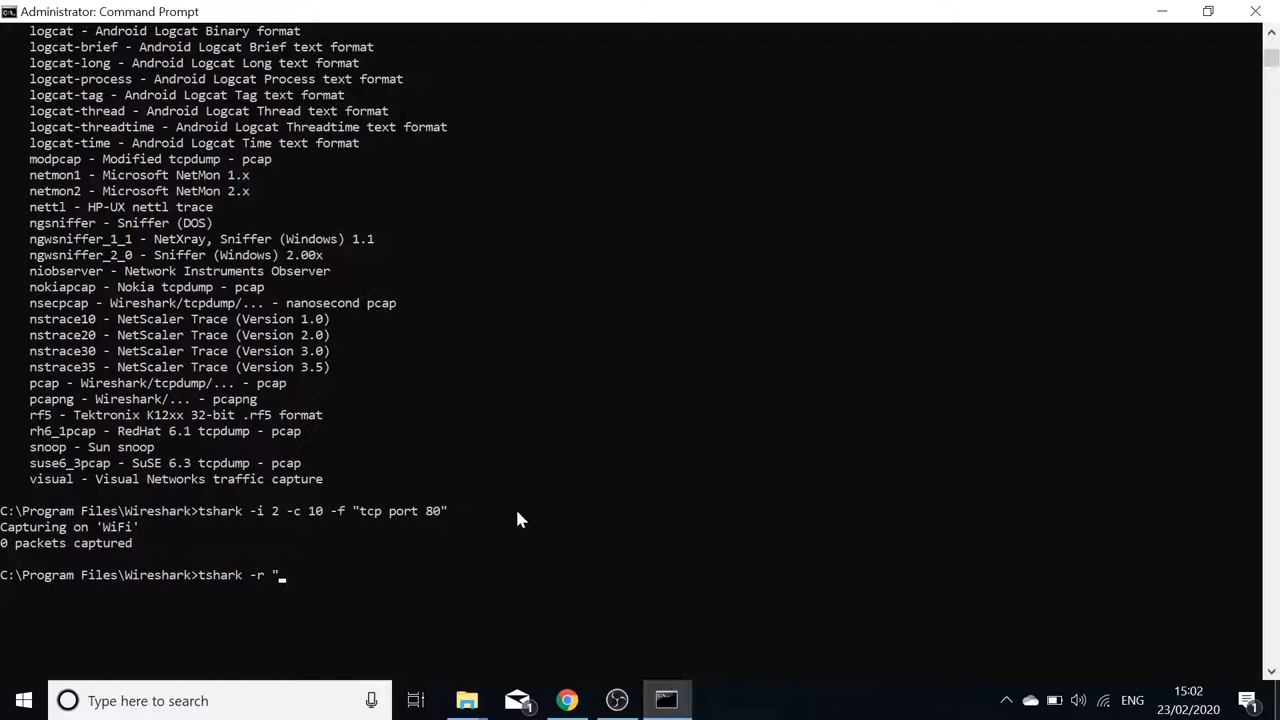 Administrator: Command Prompt
logcat - Android Logcat Binary format
logcat-brief - Android Logcat Brief text format
logcat-long - Android Logcat Long text format
logcat-process - Android Logcat Process text format
logcat-tag - Android Logcat Tag text format
logcat-thread - Android Logcat Thread text format
logcat-threadtime - Android Logcat Threadtime text format
logcat-time - Android Logcat Time text format
modpcap - Modified tcpdump - pcap
netmon1 - Microsoft NetMon 1.x
netmon2 - Microsoft NetMon 2.x
nettl - HP-UX nettl trace
ngsniffer - Sniffer (DOS)
ngwsniffer_1_1 - NetXray, Sniffer (Windows) 1.1
ngwsniffer_2_0 - Sniffer (Windows) 2.00x
niobserver - Network Instruments Observer
nokiapcap - Nokia tcpdump - pcap
nsecpcap - Wireshark/tcpdump/... - nanosecond pcap
nstrace10 - NetScaler Trace (Version 1.0)
nstrace20 - NetScaler Trace (Version 2.0)
nstrace30 - NetScaler Trace (Version 3.0)
nstrace35 - NetScaler Trace (Version 3.5)
pcap - Wireshark/tcpdump/... - pcap
pcapng - Wireshark/... - pcapng
rf5 - Tektronix K12xx 32-bit .rf5 format
rh6_1pcap - RedHat 6.1 tcpdump - pcap
snoop - Sun snoop
suse6_3pcap - SuSE 6.3 tcpdump - pcap
visual - Visual Networks traffic capture
C:\Program Files\Wireshark>tshark -i 2 -c 10 -f "tcp port 80"
Capturing on 'WiFi'
0 packets captured
C:\Program Files\Wireshark>tshark -r "
Type here to search
1
ENG
15:02
23/02/2020
1